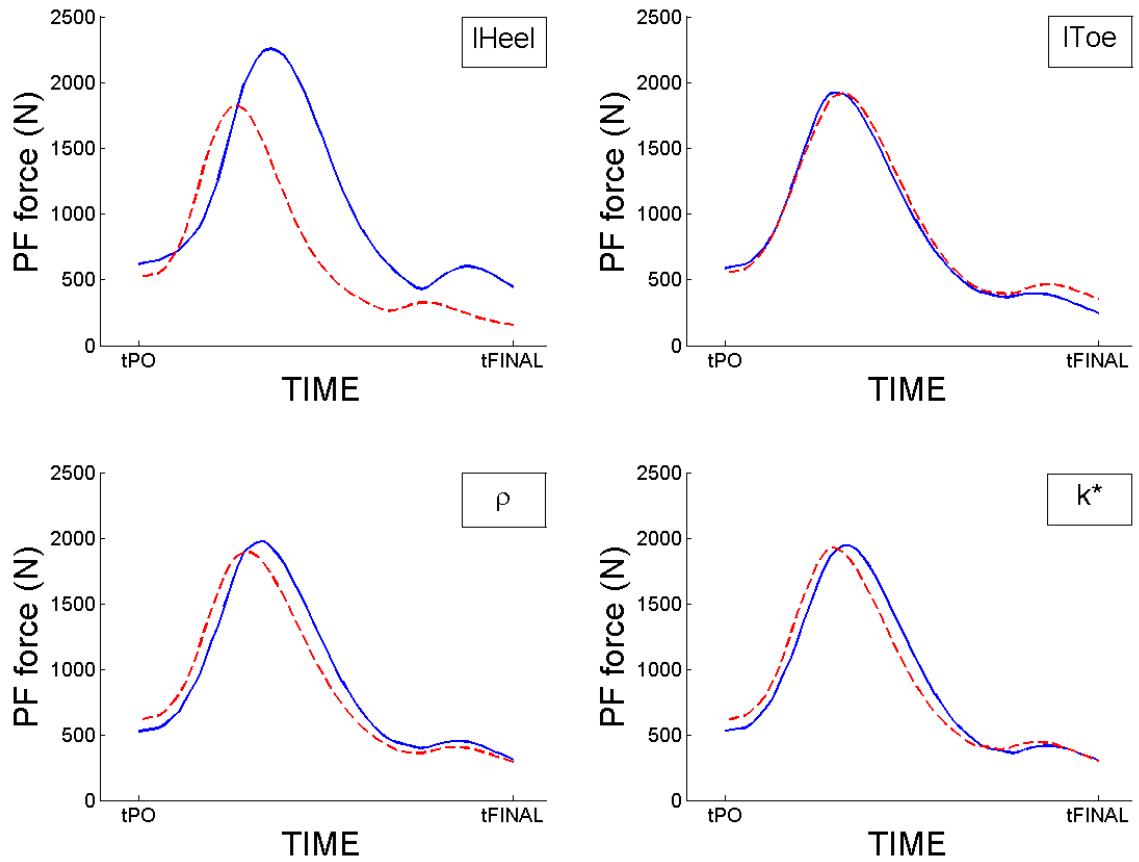 2500
2000
1500
1000
500
0
PF force (N)
lHeel
tPO
tFINAL
TIME
2500
2000
1500
1000
500
0
PF force (N)
lToe
tPO
tFINAL
TIME
2500
2000
1500
1000
500
0
PF force (N)
ρ
tPO
tFINAL
TIME
2500
2000
1500
1000
500
0
PF force (N)
k*
tPO
tFINAL
TIME